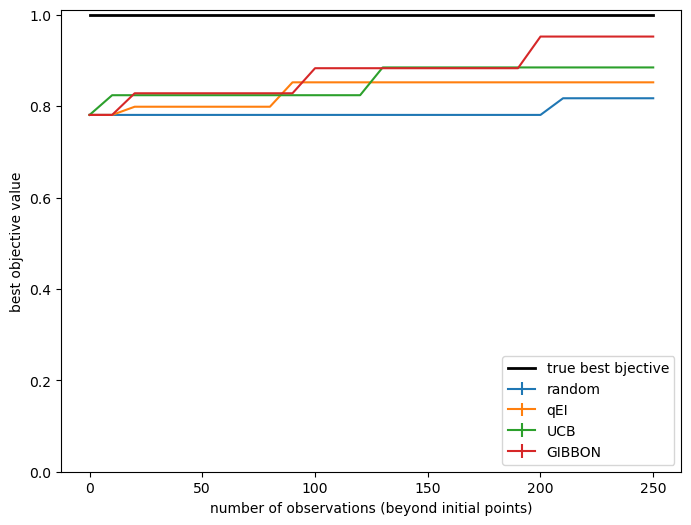 1.0
0.8
0.6
0.4
0.2
0.0
best objective value
0
50
100
150
200
250
number of observations (beyond initial points)
true best bjective
random
qEI
UCB
GIBBON